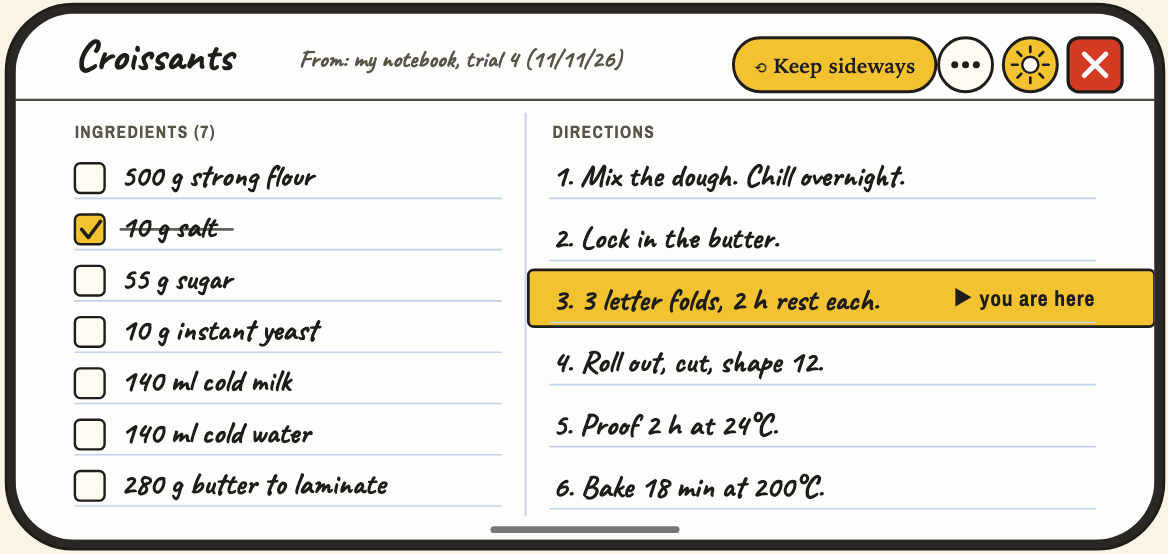 Croissants
From: my notebook, trial 4 (11/11/26)
⟲ Keep sideways
INGREDIENTS (7)
500 g strong flour
10 g salt
55 g sugar
10 g instant yeast
140 ml cold milk
140 ml cold water
280 g butter to laminate
DIRECTIONS
1. Mix the dough. Chill overnight.
2. Lock in the butter.
3. 3 letter folds, 2 h rest each.
▶ you are here
4. Roll out, cut, shape 12.
5. Proof 2 h at 24°C.
6. Bake 18 min at 200°C.